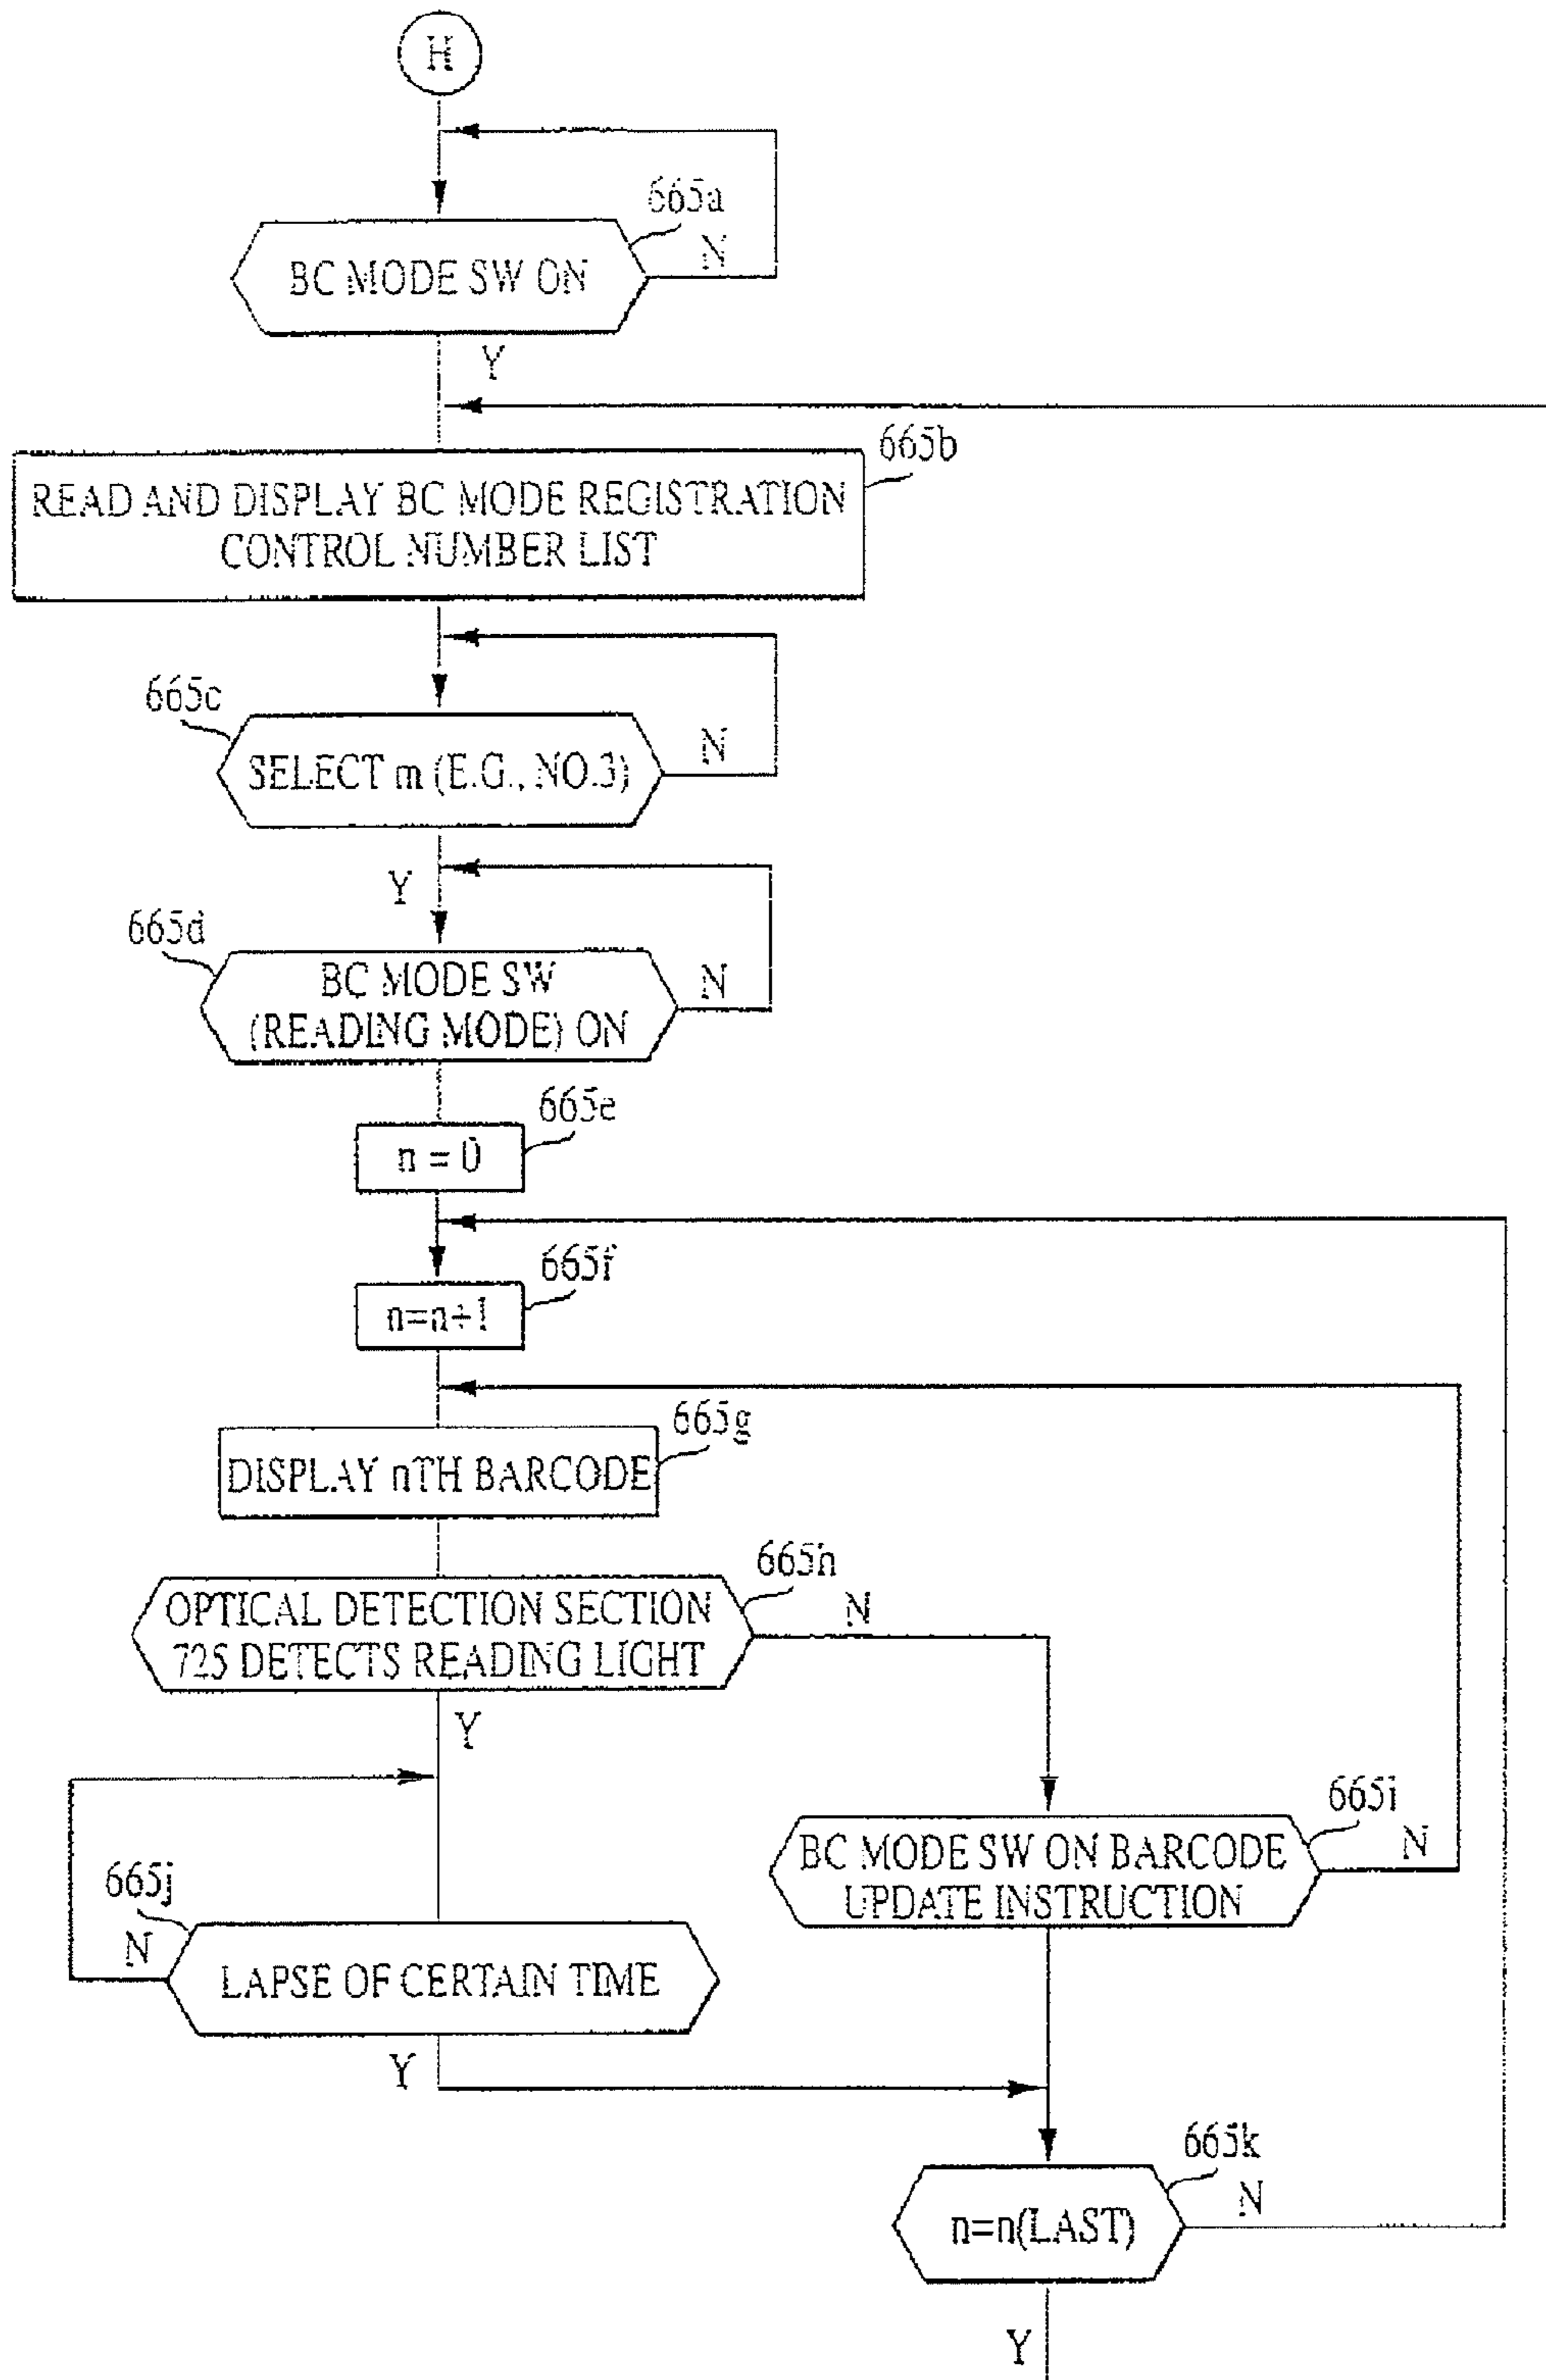 H
665a
BC MODE SW ON
N
Y
665b
READ AND DISPLAY BC MODE REGISTRATION
CONTROL NUMBER LIST
665c
SELECT m (E.G., NO.3)
N
Y
665d
BC MODE SW
(READING MODE) ON
N
665e
n = 0
665f
n=n+1
665g
DISPLAY nTH BARCODE
665h
OPTICAL DETECTION SECTION
725 DETECTS READING LIGHT
N
Y
665i
BC MODE SW ON BARCODE
UPDATE INSTRUCTION
N
665j
N
LAPSE OF CERTAIN TIME
Y
665k
n=n(LAST)
N
Y